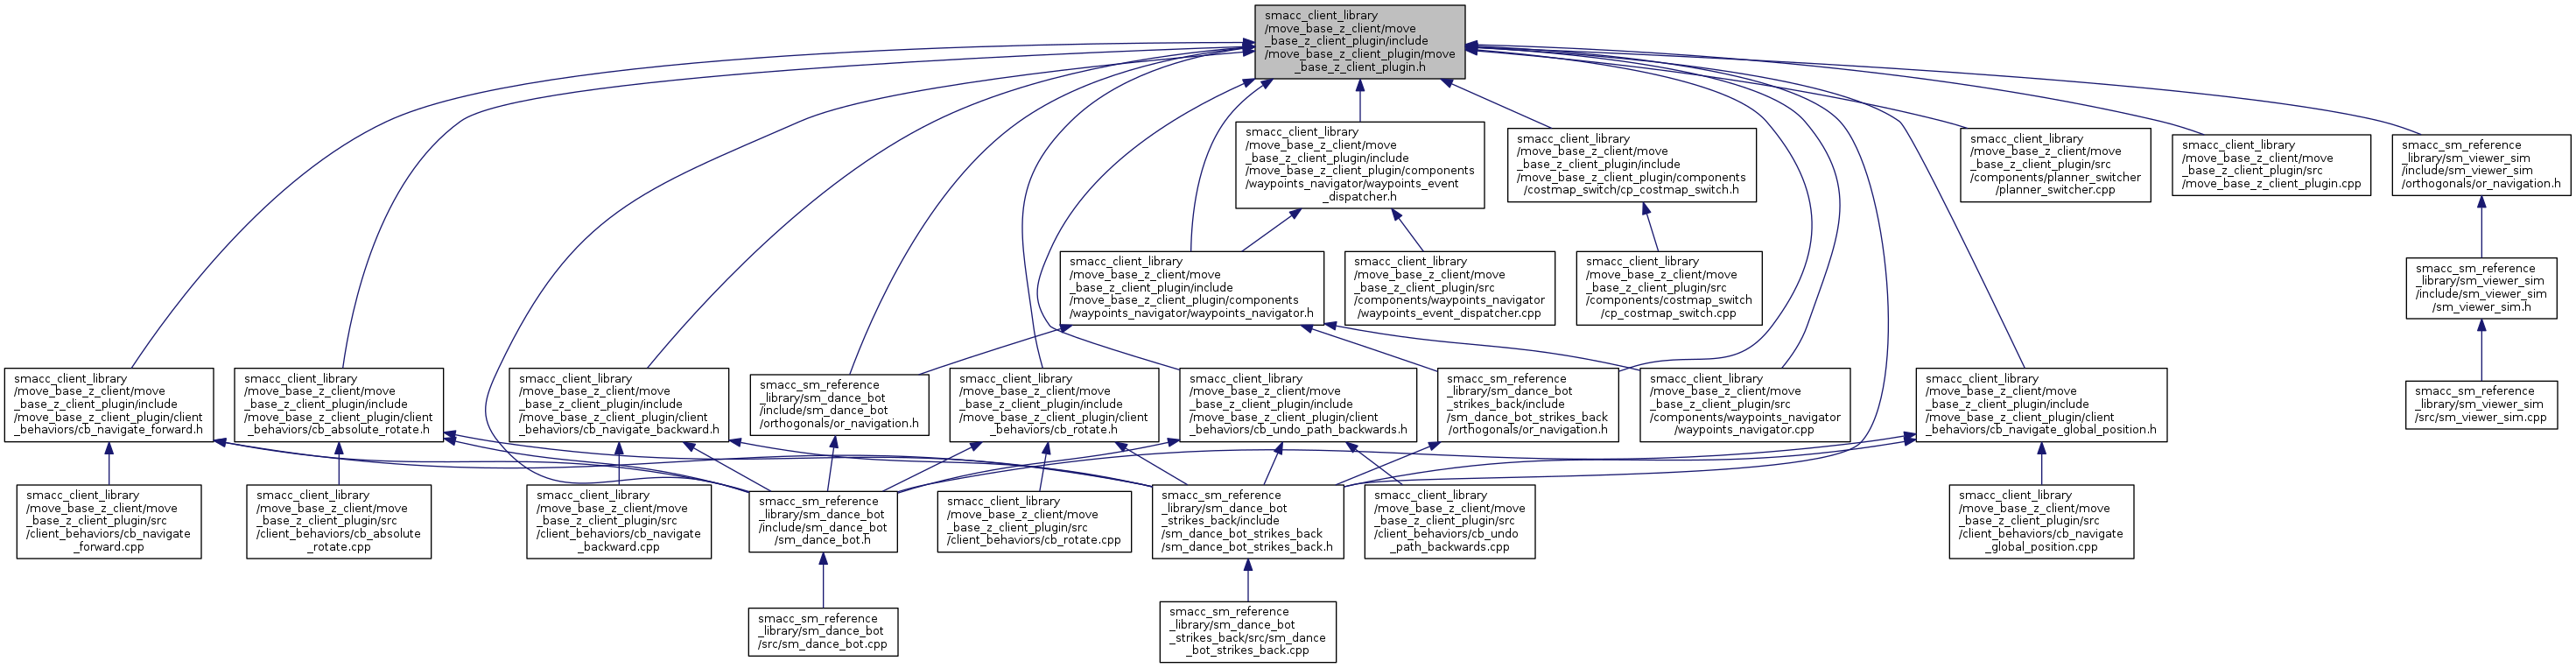 smacc_client_library
/move_base_z_client/move
_base_z_client_plugin/include
/move_base_z_client_plugin/move
_base_z_client_plugin.h
smacc_client_library
/move_base_z_client/move
_base_z_client_plugin/include
/move_base_z_client_plugin/components
/waypoints_navigator/waypoints_event
_dispatcher.h
smacc_client_library
/move_base_z_client/move
_base_z_client_plugin/include
/move_base_z_client_plugin/components
/costmap_switch/cp_costmap_switch.h
smacc_client_library
/move_base_z_client/move
_base_z_client_plugin/src
/components/planner_switcher
/planner_switcher.cpp
smacc_client_library
/move_base_z_client/move
_base_z_client_plugin/src
/move_base_z_client_plugin.cpp
smacc_sm_reference
_library/sm_viewer_sim
/include/sm_viewer_sim
/orthogonals/or_navigation.h
smacc_client_library
/move_base_z_client/move
_base_z_client_plugin/include
/move_base_z_client_plugin/components
/waypoints_navigator/waypoints_navigator.h
smacc_client_library
/move_base_z_client/move
_base_z_client_plugin/src
/components/waypoints_navigator
/waypoints_event_dispatcher.cpp
smacc_client_library
/move_base_z_client/move
_base_z_client_plugin/src
/components/costmap_switch
/cp_costmap_switch.cpp
smacc_sm_reference
_library/sm_viewer_sim
/include/sm_viewer_sim
/sm_viewer_sim.h
smacc_client_library
/move_base_z_client/move
_base_z_client_plugin/include
/move_base_z_client_plugin/client
_behaviors/cb_navigate_forward.h
smacc_client_library
/move_base_z_client/move
_base_z_client_plugin/include
/move_base_z_client_plugin/client
_behaviors/cb_absolute_rotate.h
smacc_client_library
/move_base_z_client/move
_base_z_client_plugin/include
/move_base_z_client_plugin/client
_behaviors/cb_navigate_backward.h
smacc_sm_reference
_library/sm_dance_bot
/include/sm_dance_bot
/orthogonals/or_navigation.h
smacc_client_library
/move_base_z_client/move
_base_z_client_plugin/include
/move_base_z_client_plugin/client
_behaviors/cb_rotate.h
smacc_client_library
/move_base_z_client/move
_base_z_client_plugin/include
/move_base_z_client_plugin/client
_behaviors/cb_undo_path_backwards.h
smacc_sm_reference
_library/sm_dance_bot
_strikes_back/include
/sm_dance_bot_strikes_back
/orthogonals/or_navigation.h
smacc_client_library
/move_base_z_client/move
_base_z_client_plugin/src
/components/waypoints_navigator
/waypoints_navigator.cpp
smacc_client_library
/move_base_z_client/move
_base_z_client_plugin/include
/move_base_z_client_plugin/client
_behaviors/cb_navigate_global_position.h
smacc_sm_reference
_library/sm_viewer_sim
/src/sm_viewer_sim.cpp
smacc_client_library
/move_base_z_client/move
_base_z_client_plugin/src
/client_behaviors/cb_navigate
_forward.cpp
smacc_client_library
/move_base_z_client/move
_base_z_client_plugin/src
/client_behaviors/cb_absolute
_rotate.cpp
smacc_client_library
/move_base_z_client/move
_base_z_client_plugin/src
/client_behaviors/cb_navigate
_backward.cpp
smacc_sm_reference
_library/sm_dance_bot
/include/sm_dance_bot
/sm_dance_bot.h
smacc_client_library
/move_base_z_client/move
_base_z_client_plugin/src
/client_behaviors/cb_rotate.cpp
smacc_sm_reference
_library/sm_dance_bot
_strikes_back/include
/sm_dance_bot_strikes_back
/sm_dance_bot_strikes_back.h
smacc_client_library
/move_base_z_client/move
_base_z_client_plugin/src
/client_behaviors/cb_undo
_path_backwards.cpp
smacc_client_library
/move_base_z_client/move
_base_z_client_plugin/src
/client_behaviors/cb_navigate
_global_position.cpp
smacc_sm_reference
_library/sm_dance_bot
/src/sm_dance_bot.cpp
smacc_sm_reference
_library/sm_dance_bot
_strikes_back/src/sm_dance
_bot_strikes_back.cpp